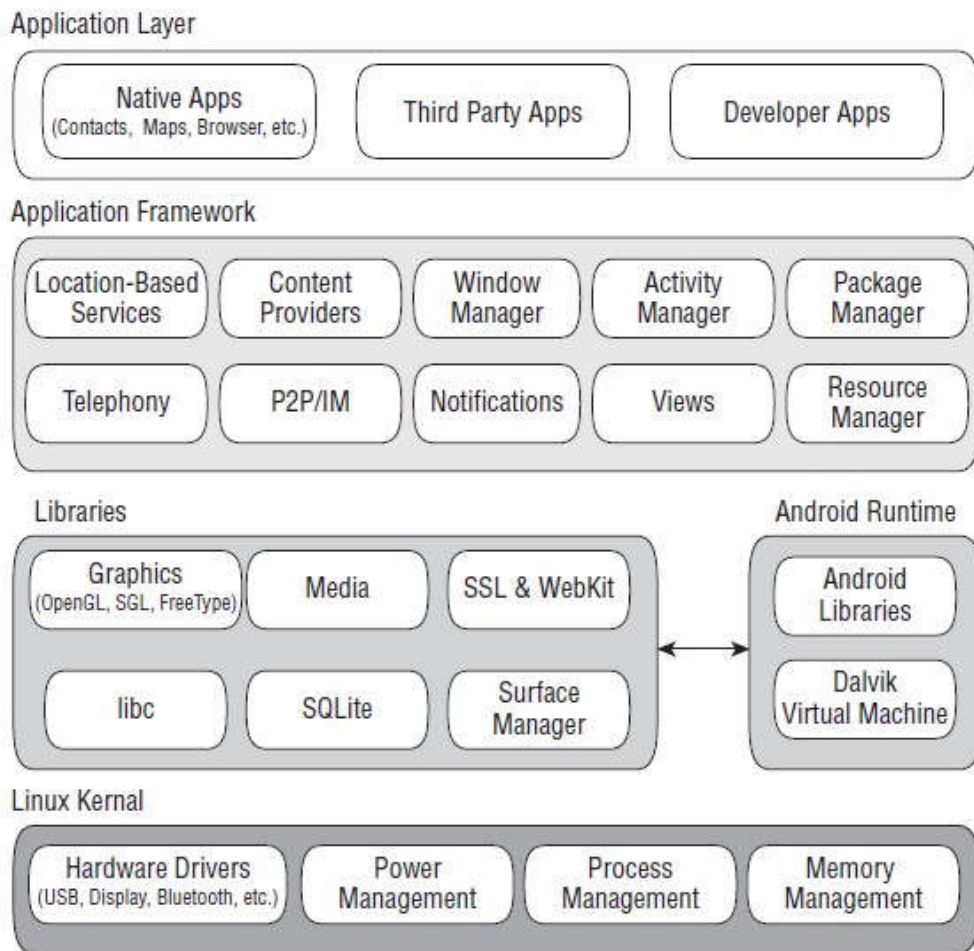 Application Layer
Native Apps
(Contacts, Maps, Browser, etc.)
Third Party Apps
Developer Apps
Application Framework
Location-Based
Services
Content
Providers
Window
Manager
Activity
Manager
Package
Manager
Telephony
P2P/IM
Notifications
Views
Resource
Manager
Libraries
Graphics
(OpenGL, SGL, FreeType)
Media
SSL & WebKit
libc
SQLite
Surface
Manager
Android Runtime
Android
Libraries
Dalvik
Virtual Machine
Linux Kernal
Hardware Drivers
(USB, Display, Bluetooth, etc.)
Power
Management
Process
Management
Memory
Management